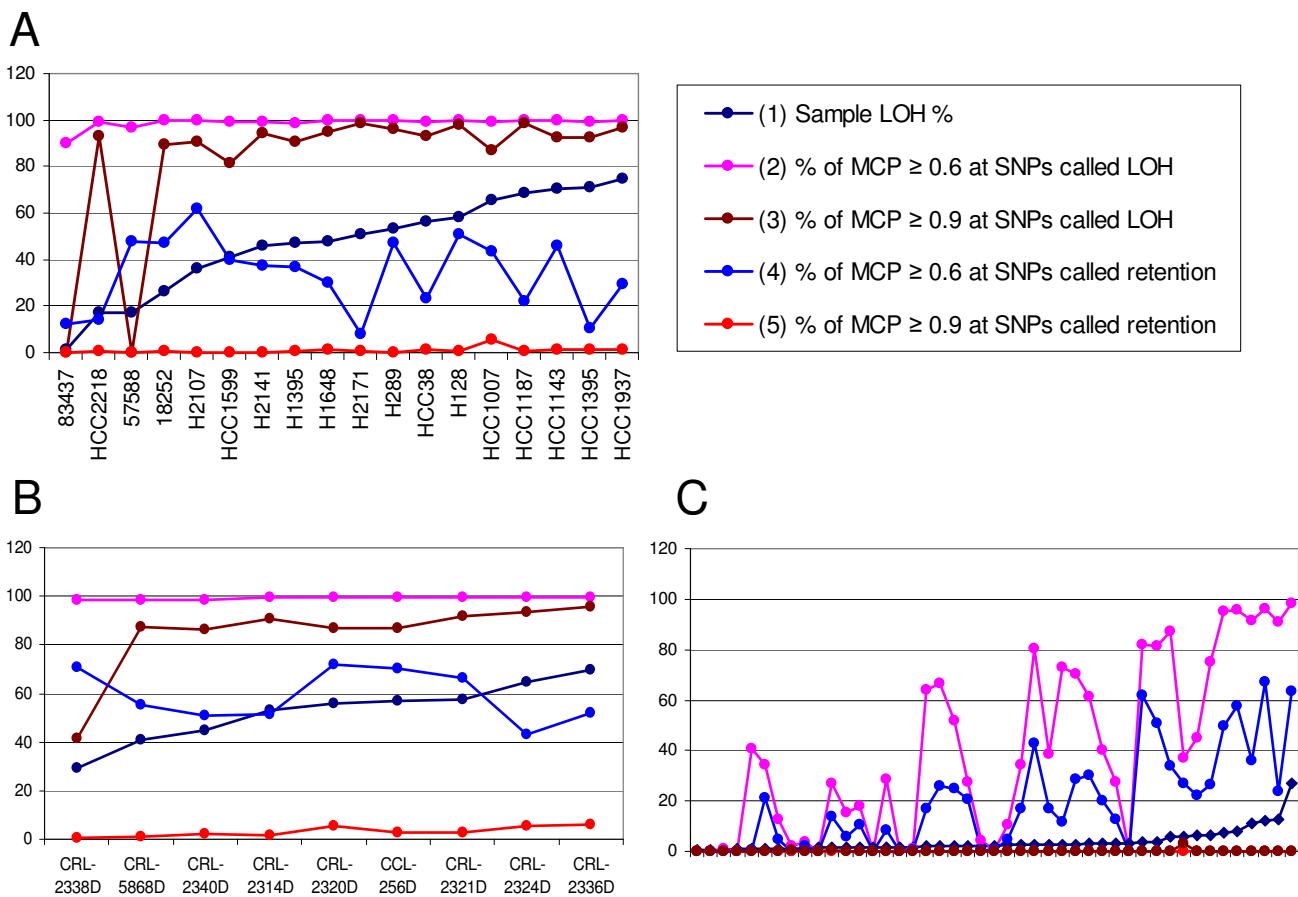 A
120
100
80
60
40
20
0
83437
HCC2218
57588
18252
H2107
HCC1599
H2141
H1395
H1648
H2171
H289
HCC38
H128
HCC1007
HCC1187
HCC1143
HCC1395
HCC1937
(1) Sample LOH %
(2) % of MCP ≥ 0.6 at SNPs called LOH
(3) % of MCP ≥ 0.9 at SNPs called LOH
(4) % of MCP ≥ 0.6 at SNPs called retention
(5) % of MCP ≥ 0.9 at SNPs called retention
B
120
100
80
60
40
20
0
CRL-
2338D
CRL-
5868D
CRL-
2340D
CRL-
2314D
CRL-
2320D
CCL-
256D
CRL-
2321D
CRL-
2324D
CRL-
2336D
C
120
100
80
60
40
20
0